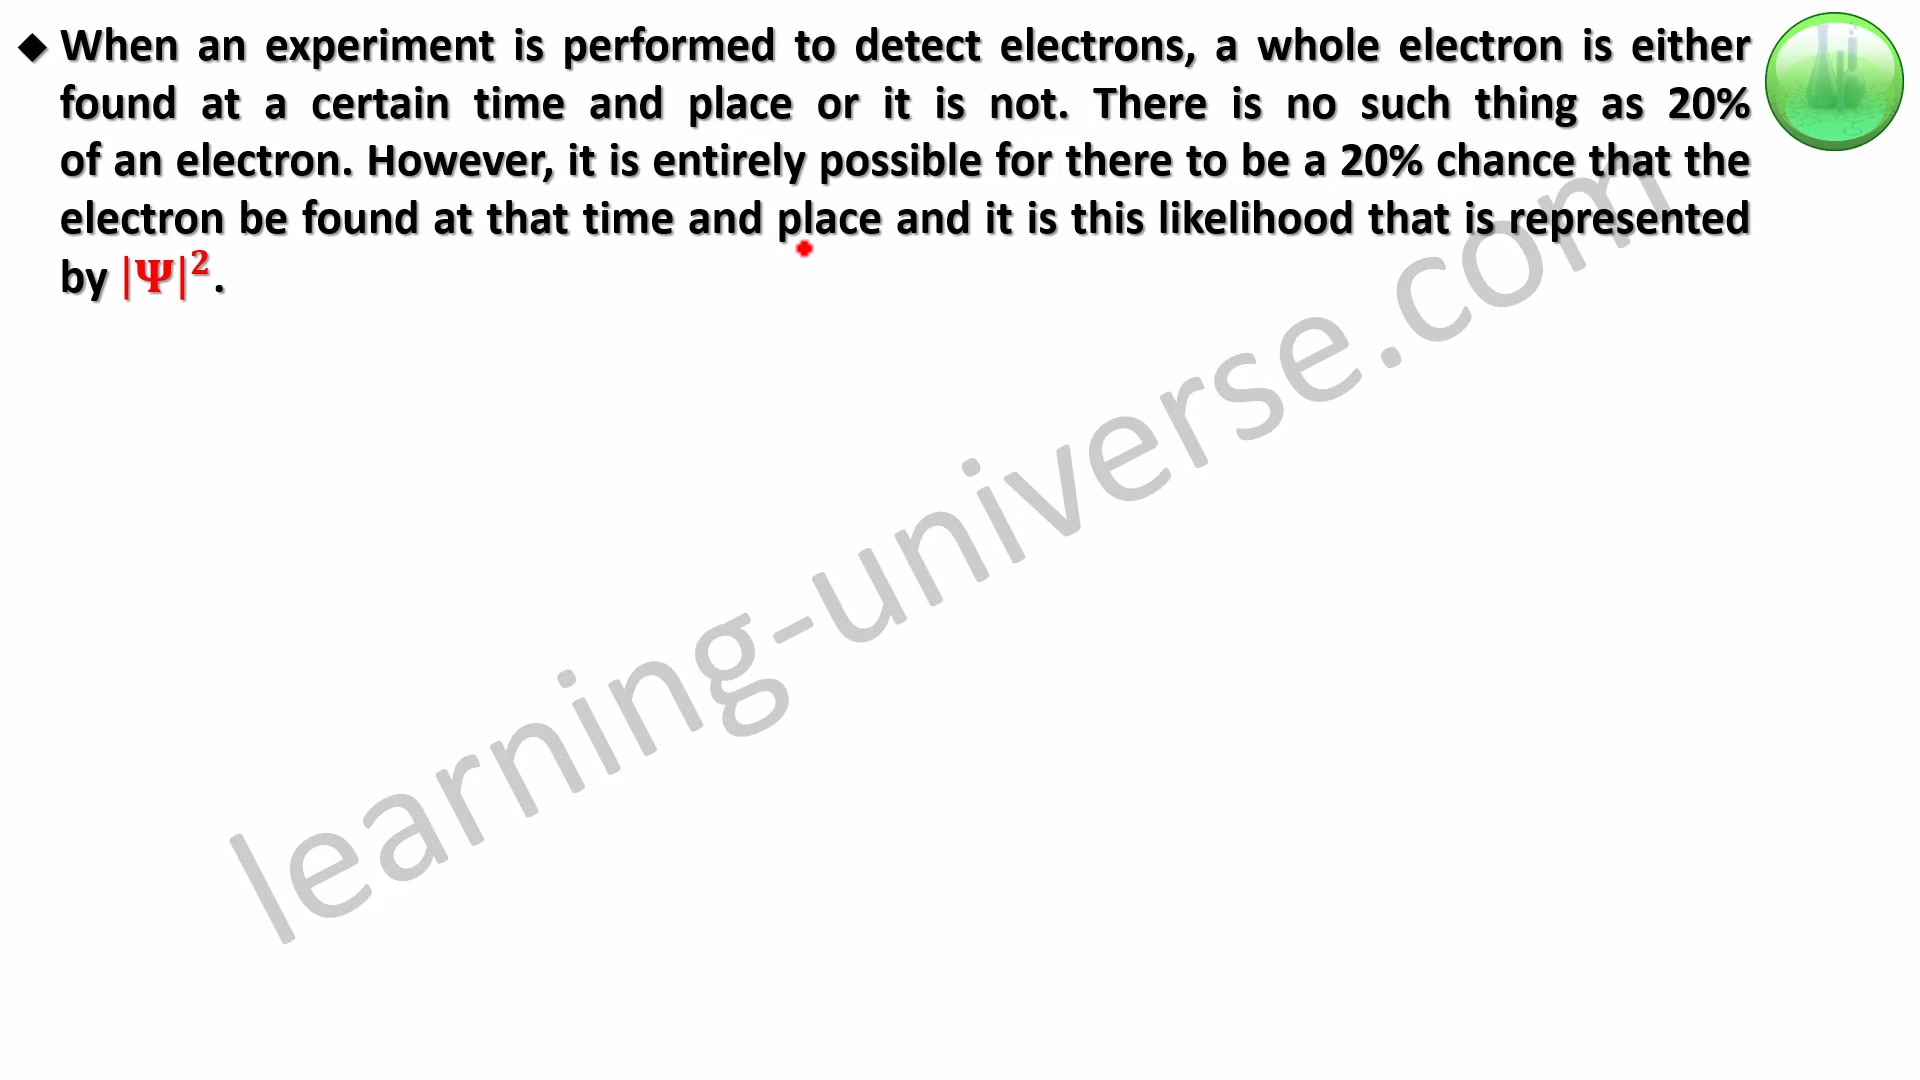 ◆ When an experiment is performed to detect electrons, a whole electron is either
found at a certain time and place or it is not. There is no such thing as 20%
of an electron. However, it is entirely possible for there to be a 20% chance that the
electron be found at that time and place and it is this likelihood that is represented
by |Ψ|².
learning-universe.com